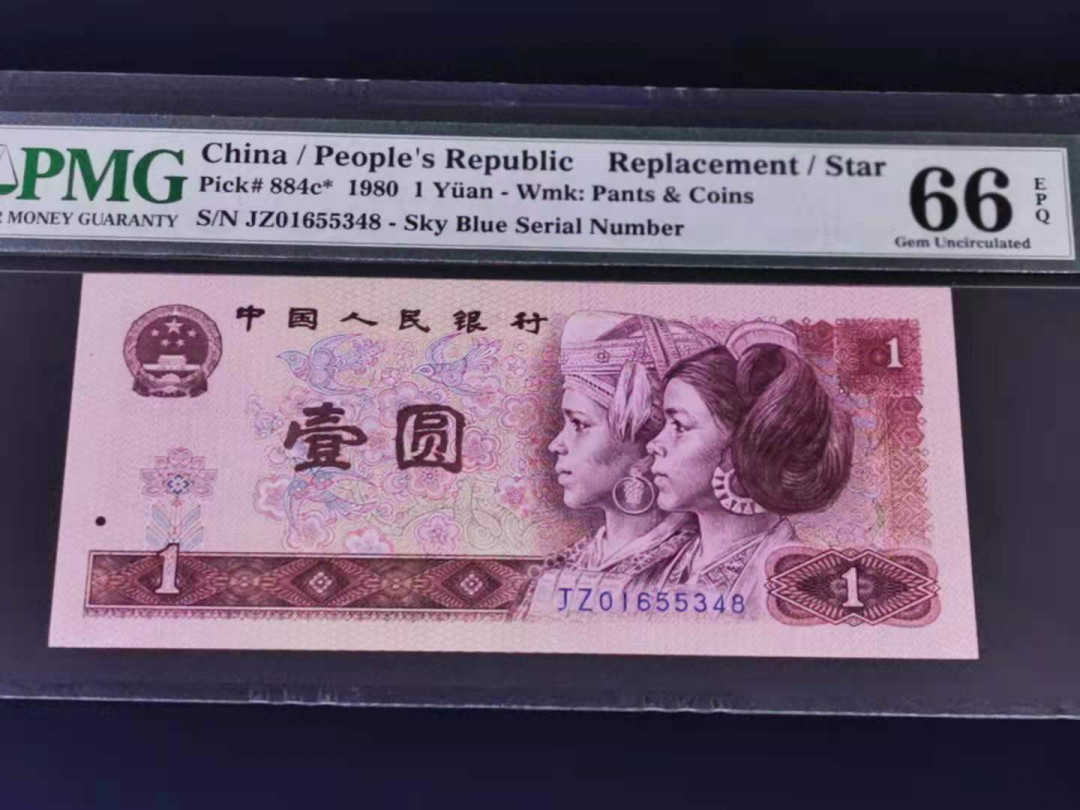 PMG
MONEY GUARANTY
China / People's Republic Replacement / Star
Pick# 884c* 1980 1 Yüan - Wmk: Pants & Coins
S/N JZ01655348 - Sky Blue Serial Number
66
EPQ
Gem Uncirculated
中国人民银行
1
壹圆
1
JZ01655348
1